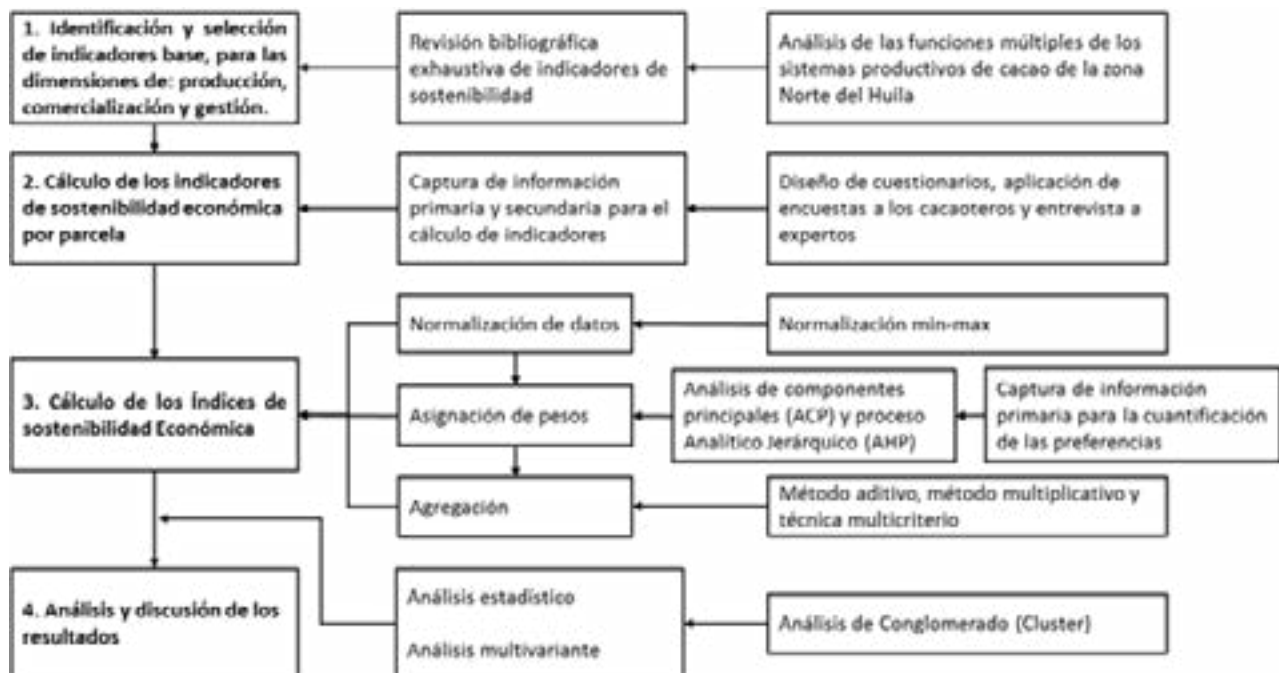 1. Identificación y selección
de indicadores base, para las
dimensiones de: producción,
comercialización y gestión.
Revisión bibliográfica
exhaustiva de indicadores de
sostenibilidad
Análisis de las funciones múltiples de los
sistemas productivos de cacao de la zona
Norte del Huila
2. Cálculo de los indicadores
de sostenibilidad económica
por parcela
Captura de información
primaria y secundaria para el
cálculo de indicadores
Diseño de cuestionarios, aplicación de
encuestas a los cacaoteros y entrevista a
expertos
3. Cálculo de los Índices de
sostenibilidad Económica
Normalización de datos
Normalización min-max
Asignación de pesos
Análisis de componentes
principales (ACP) y proceso
Analítico Jerárquico (AHP)
Captura de información
primaria para la cuantificación
de las preferencias
Agregación
Método aditivo, método multiplicativo y
técnica multicriterio
4. Análisis y discusión de los
resultados
Análisis estadístico
Análisis multivariante
Análisis de Conglomerado (Cluster)